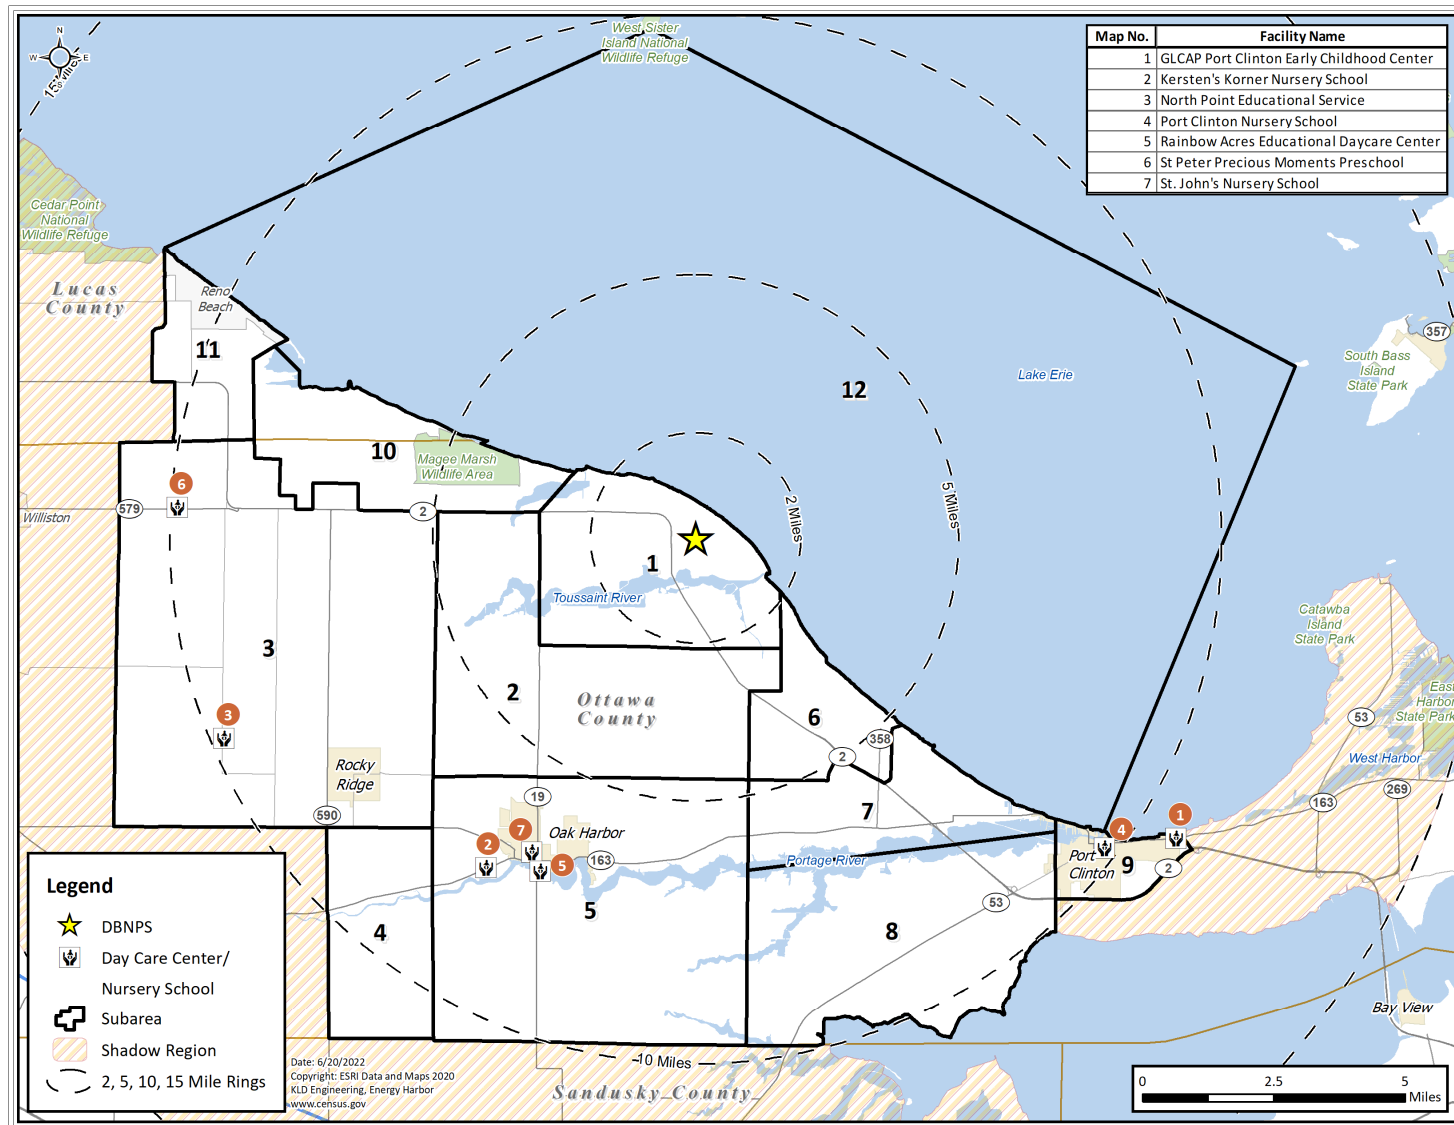 West Sister
Island National
Wildlife Refuge
N
W E
S
Map No. Facility Name
1 GLCAP Port Clinton Early Childhood Center
2 Kersten's Korner Nursery School
3 North Point Educational Service
4 Port Clinton Nursery School
5 Rainbow Acres Educational Daycare Center
6 St Peter Precious Moments Preschool
7 St. John's Nursery School
Cedar Point
National
Wildlife Refuge
Lucas
County
Reno
Beach
11
12
Lake Erie
357
South Bass
Island
State Park
10
Magee Marsh
Wildlife Area
6
579
2
Williston
2 Miles
5 Miles
1
Toussaint River
Catawba
Island
State Park
3
2
Ottawa
County
6
3
358
2
53
East
Harbor
State Park
West Harbor
Rocky
Ridge
590
19
7
163
269
7
2
5
Oak Harbor
163
Portage River
4
1
Port
Clinton
9
2
53
4
5
8
Bay View
10 Miles
Sandusky County
Legend
DBNPS
Day Care Center/
Nursery School
Subarea
Shadow Region
2, 5, 10, 15 Mile Rings
Date: 6/20/2022
Copyright: ESRI Data and Maps 2020
KLD Engineering, Energy Harbor
www.census.gov
0 2.5 5
Miles